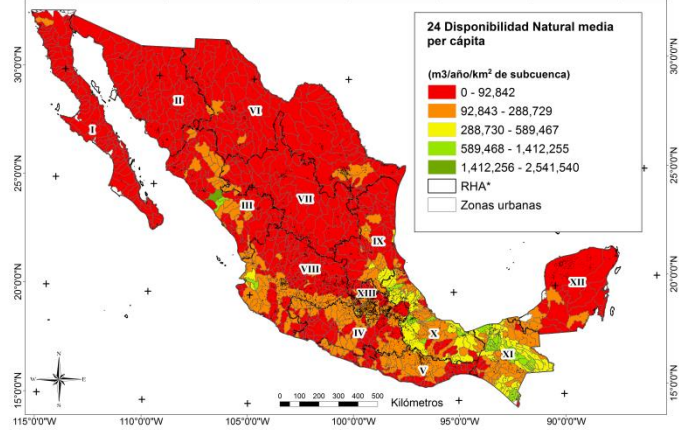 24 Disponibilidad Natural media
per cápita
(m3/año/km² de subcuenca)
0 - 92,842
92,843 - 288,729
288,730 - 589,467
589,468 - 1,412,255
1,412,256 - 2,541,540
RHA*
Zonas urbanas
30°0'0"N
25°0'0"N
20°0'0"N
15°0'0"N
30°0'0"N
25°0'0"N
20°0'0"N
15°0'0"N
I
II
VI
III
VII
IX
VIII
XIII
XII
IV
X
XI
V
N
W
E
S
0 50 100 200 300 400 500
Kilómetros
115°0'0"W 110°0'0"W 105°0'0"W 100°0'0"W 95°0'0"W 90°0'0"W